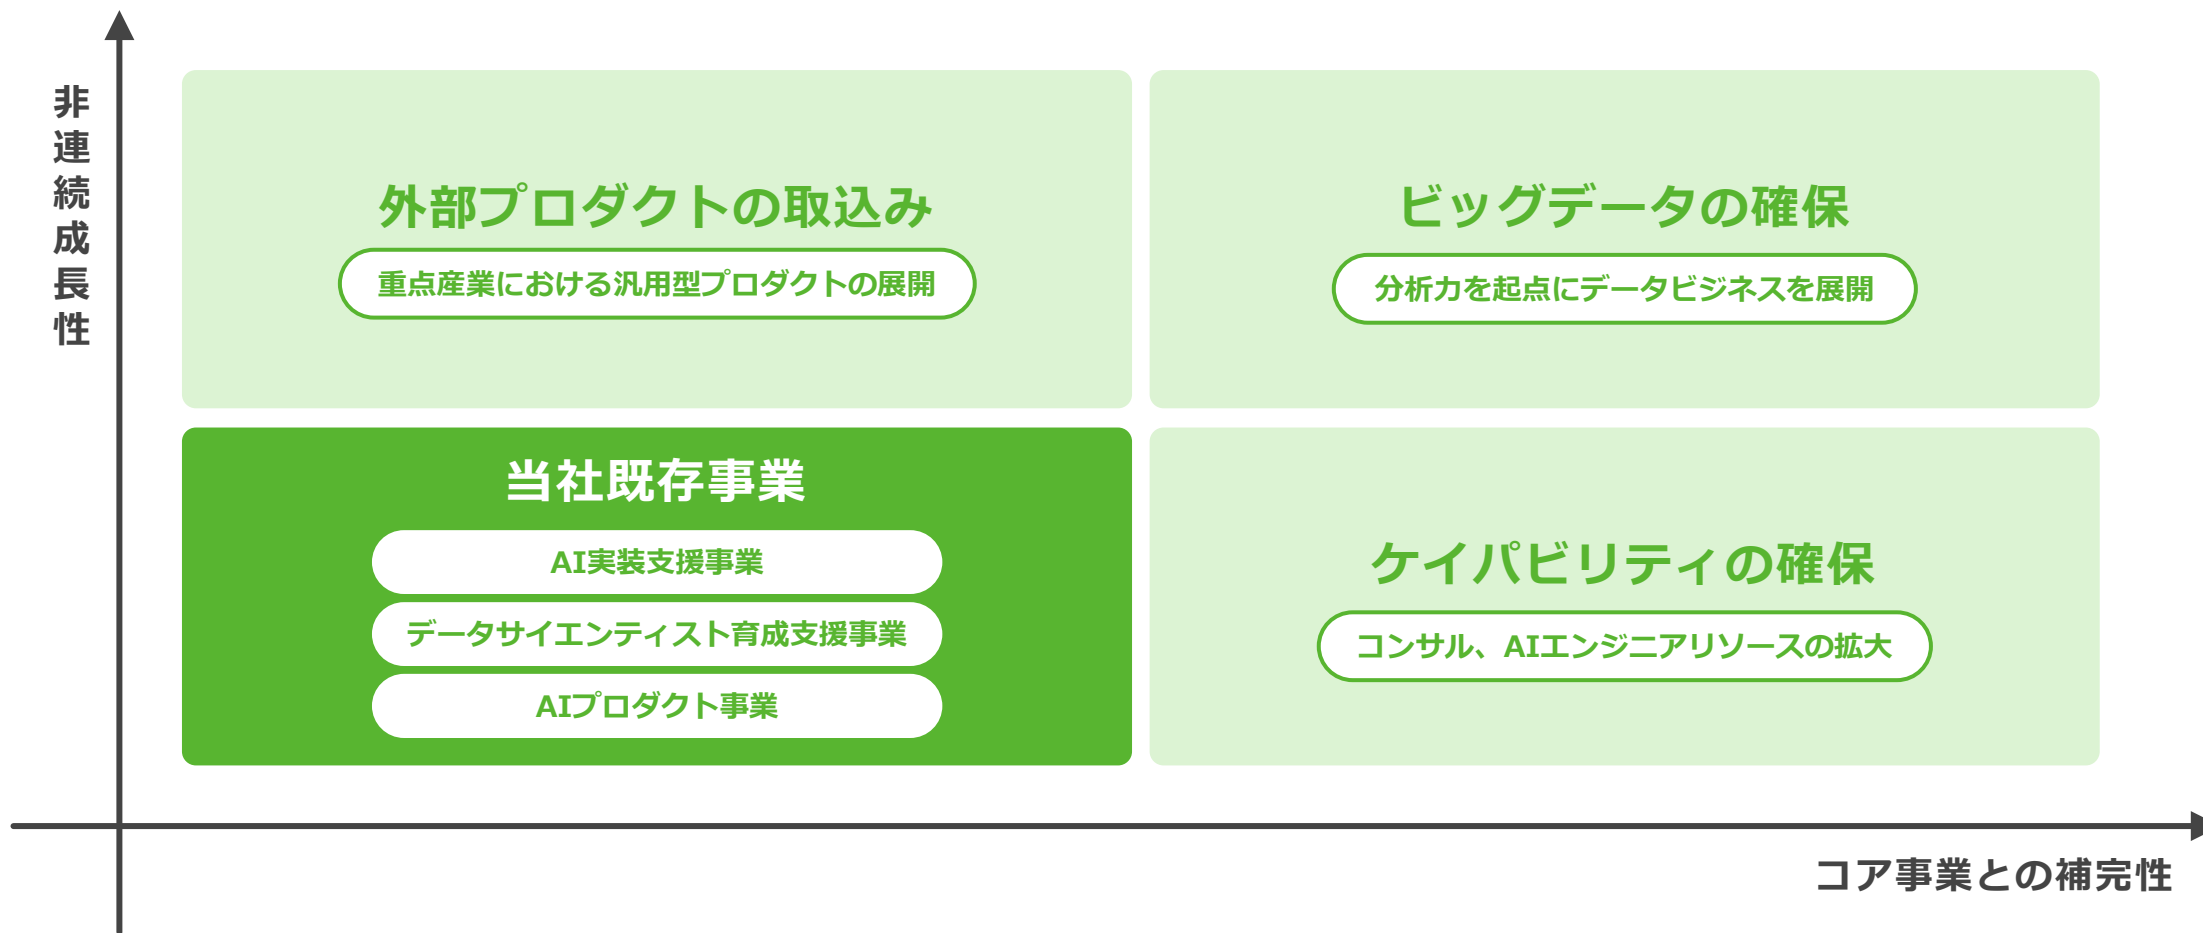 非連続成長性
外部プロダクトの取込み
重点産業における汎用型プロダクトの展開
ビッグデータの確保
分析力を起点にデータビジネスを展開
当社既存事業
AI実装支援事業
データサイエンティスト育成支援事業
AIプロダクト事業
ケイパビリティの確保
コンサル、AIエンジニアリソースの拡大
コア事業との補完性